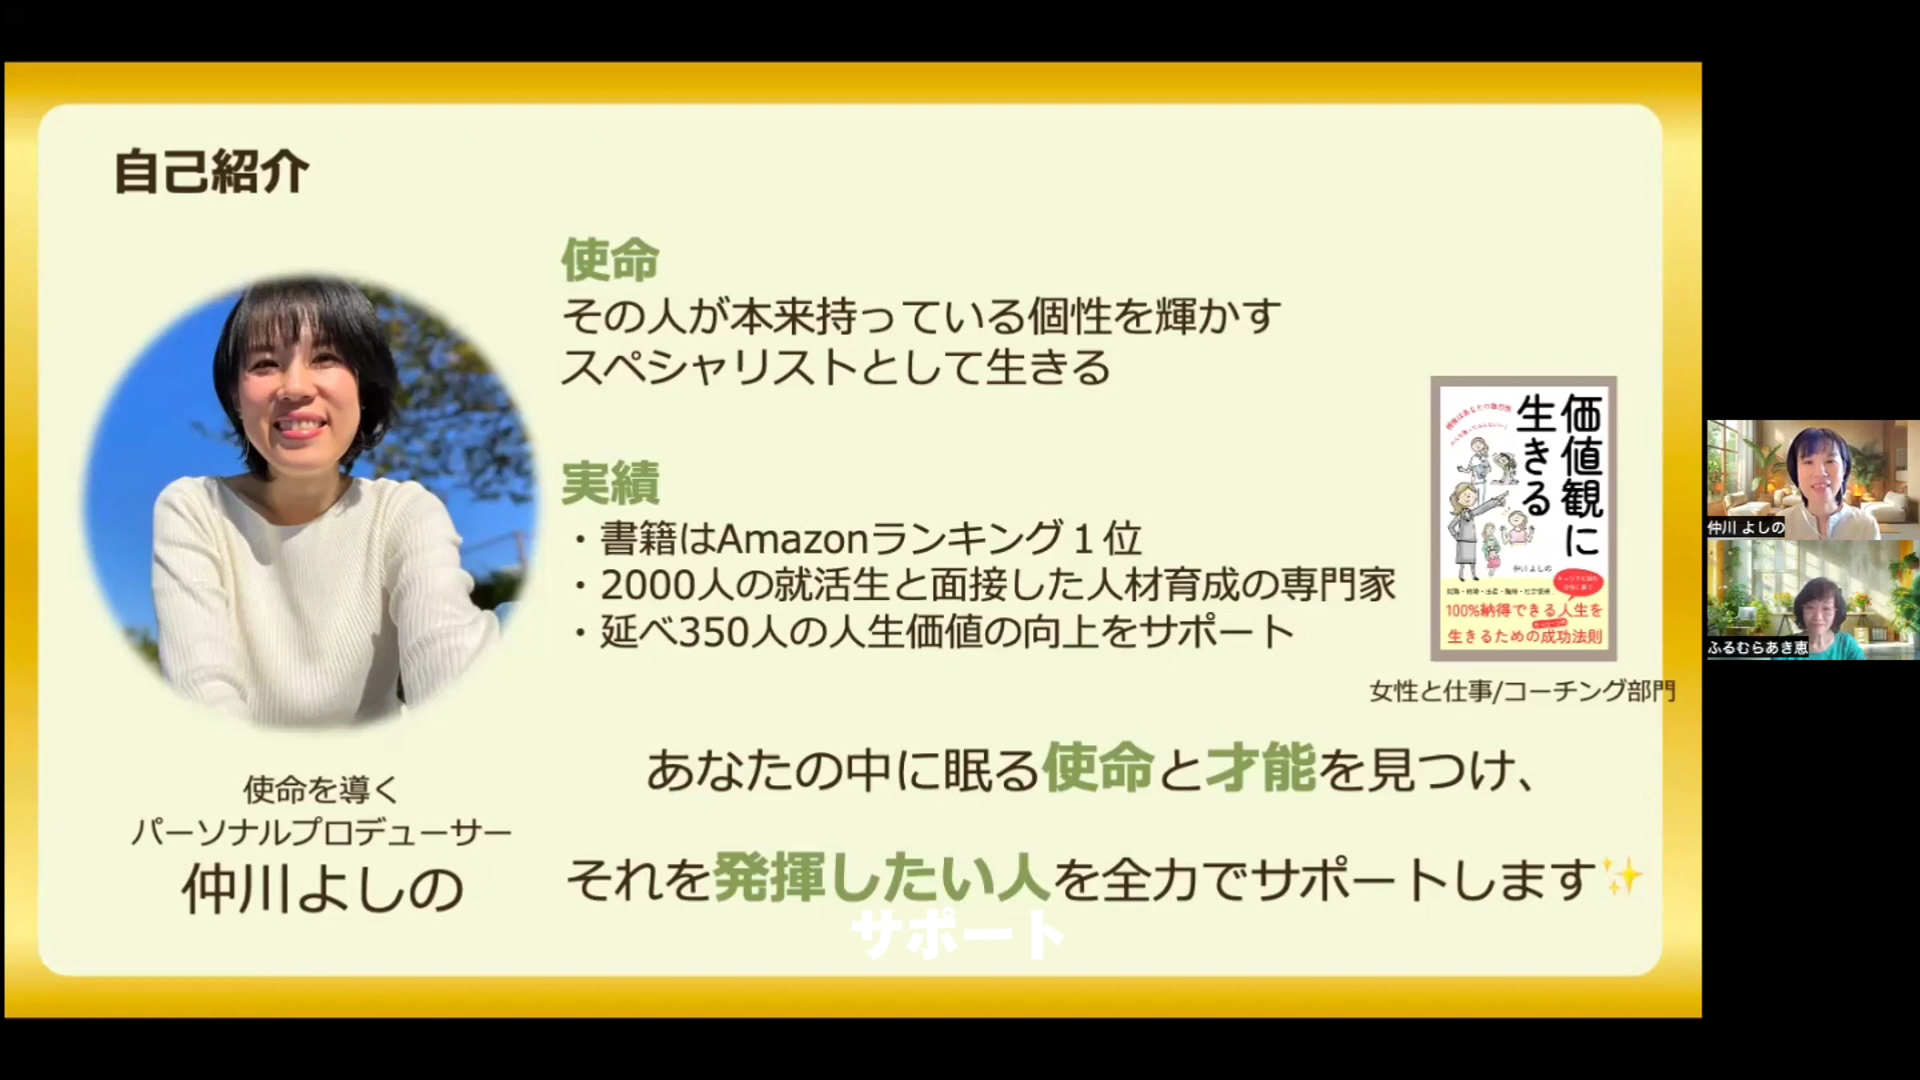 自己紹介
使命
その人が本来持っている個性を輝かす
スペシャリストとして生きる
実績
・書籍はAmazonランキング１位
・2000人の就活生と面接した人材育成の専門家
・延べ350人の人生価値の向上をサポート
価値観に
生きる
仲川 よしの
100%納得できる人生を
生きるための成功法則
女性と仕事/コーチング部門
使命を導く
パーソナルプロデューサー
仲川よしの
あなたの中に眠る使命と才能を見つけ、
それを発揮したい人を全力でサポートします✨
サポート
仲川 よしの
ふるむらあき恵